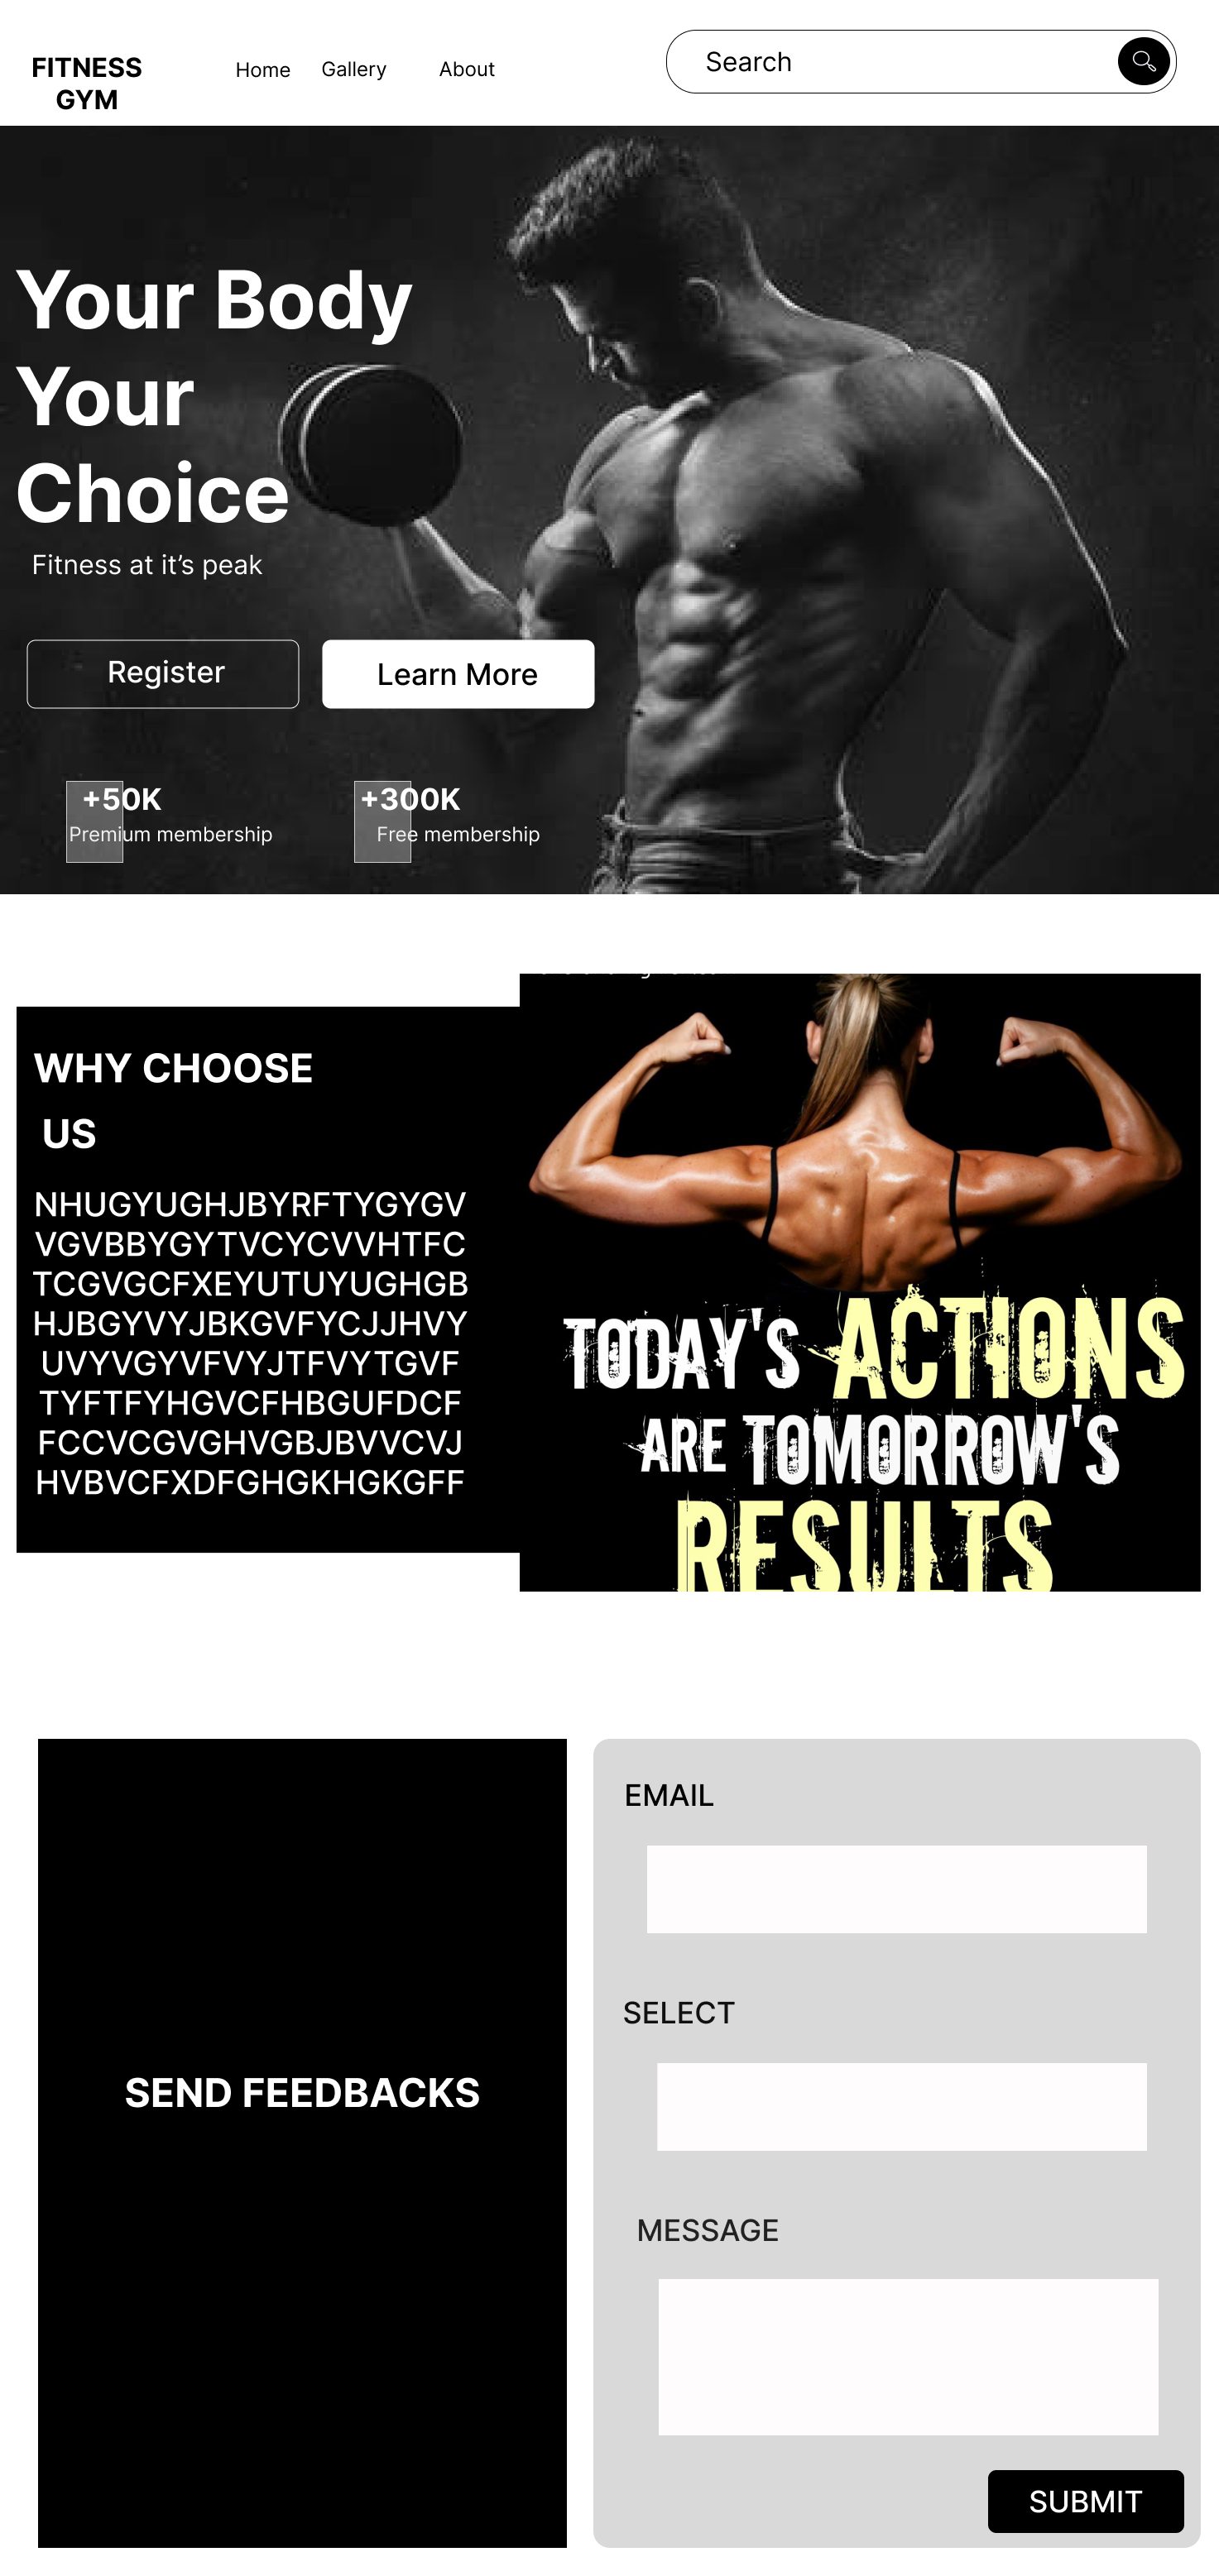 FITNESS
GYM
Home Gallery About
Search
Your Body
Your
Choice
Fitness at it’s peak
Register Learn More
+50K +300K
Premium membership Free membership
WHY CHOOSE
US
NHUGYUGHJBYRFTYGYGV
VGVBBYGYTVCYCVVHTFC
TCGVGCFXEYUTUYUGHGB
HJBGYVYJBKGVFYCJJHVY
UVYVGYVFVYJTFVYTGVF
TYFTFYHGVCFHBGUFDCF
FCCVCGVGHVGBJBVVCVJ
HVBVCFXDFGHGKHGKGFF
TODAY'S ACTIONS
ARE TOMORROW'S
RESULTS
SEND FEEDBACKS
EMAIL
SELECT
MESSAGE
SUBMIT